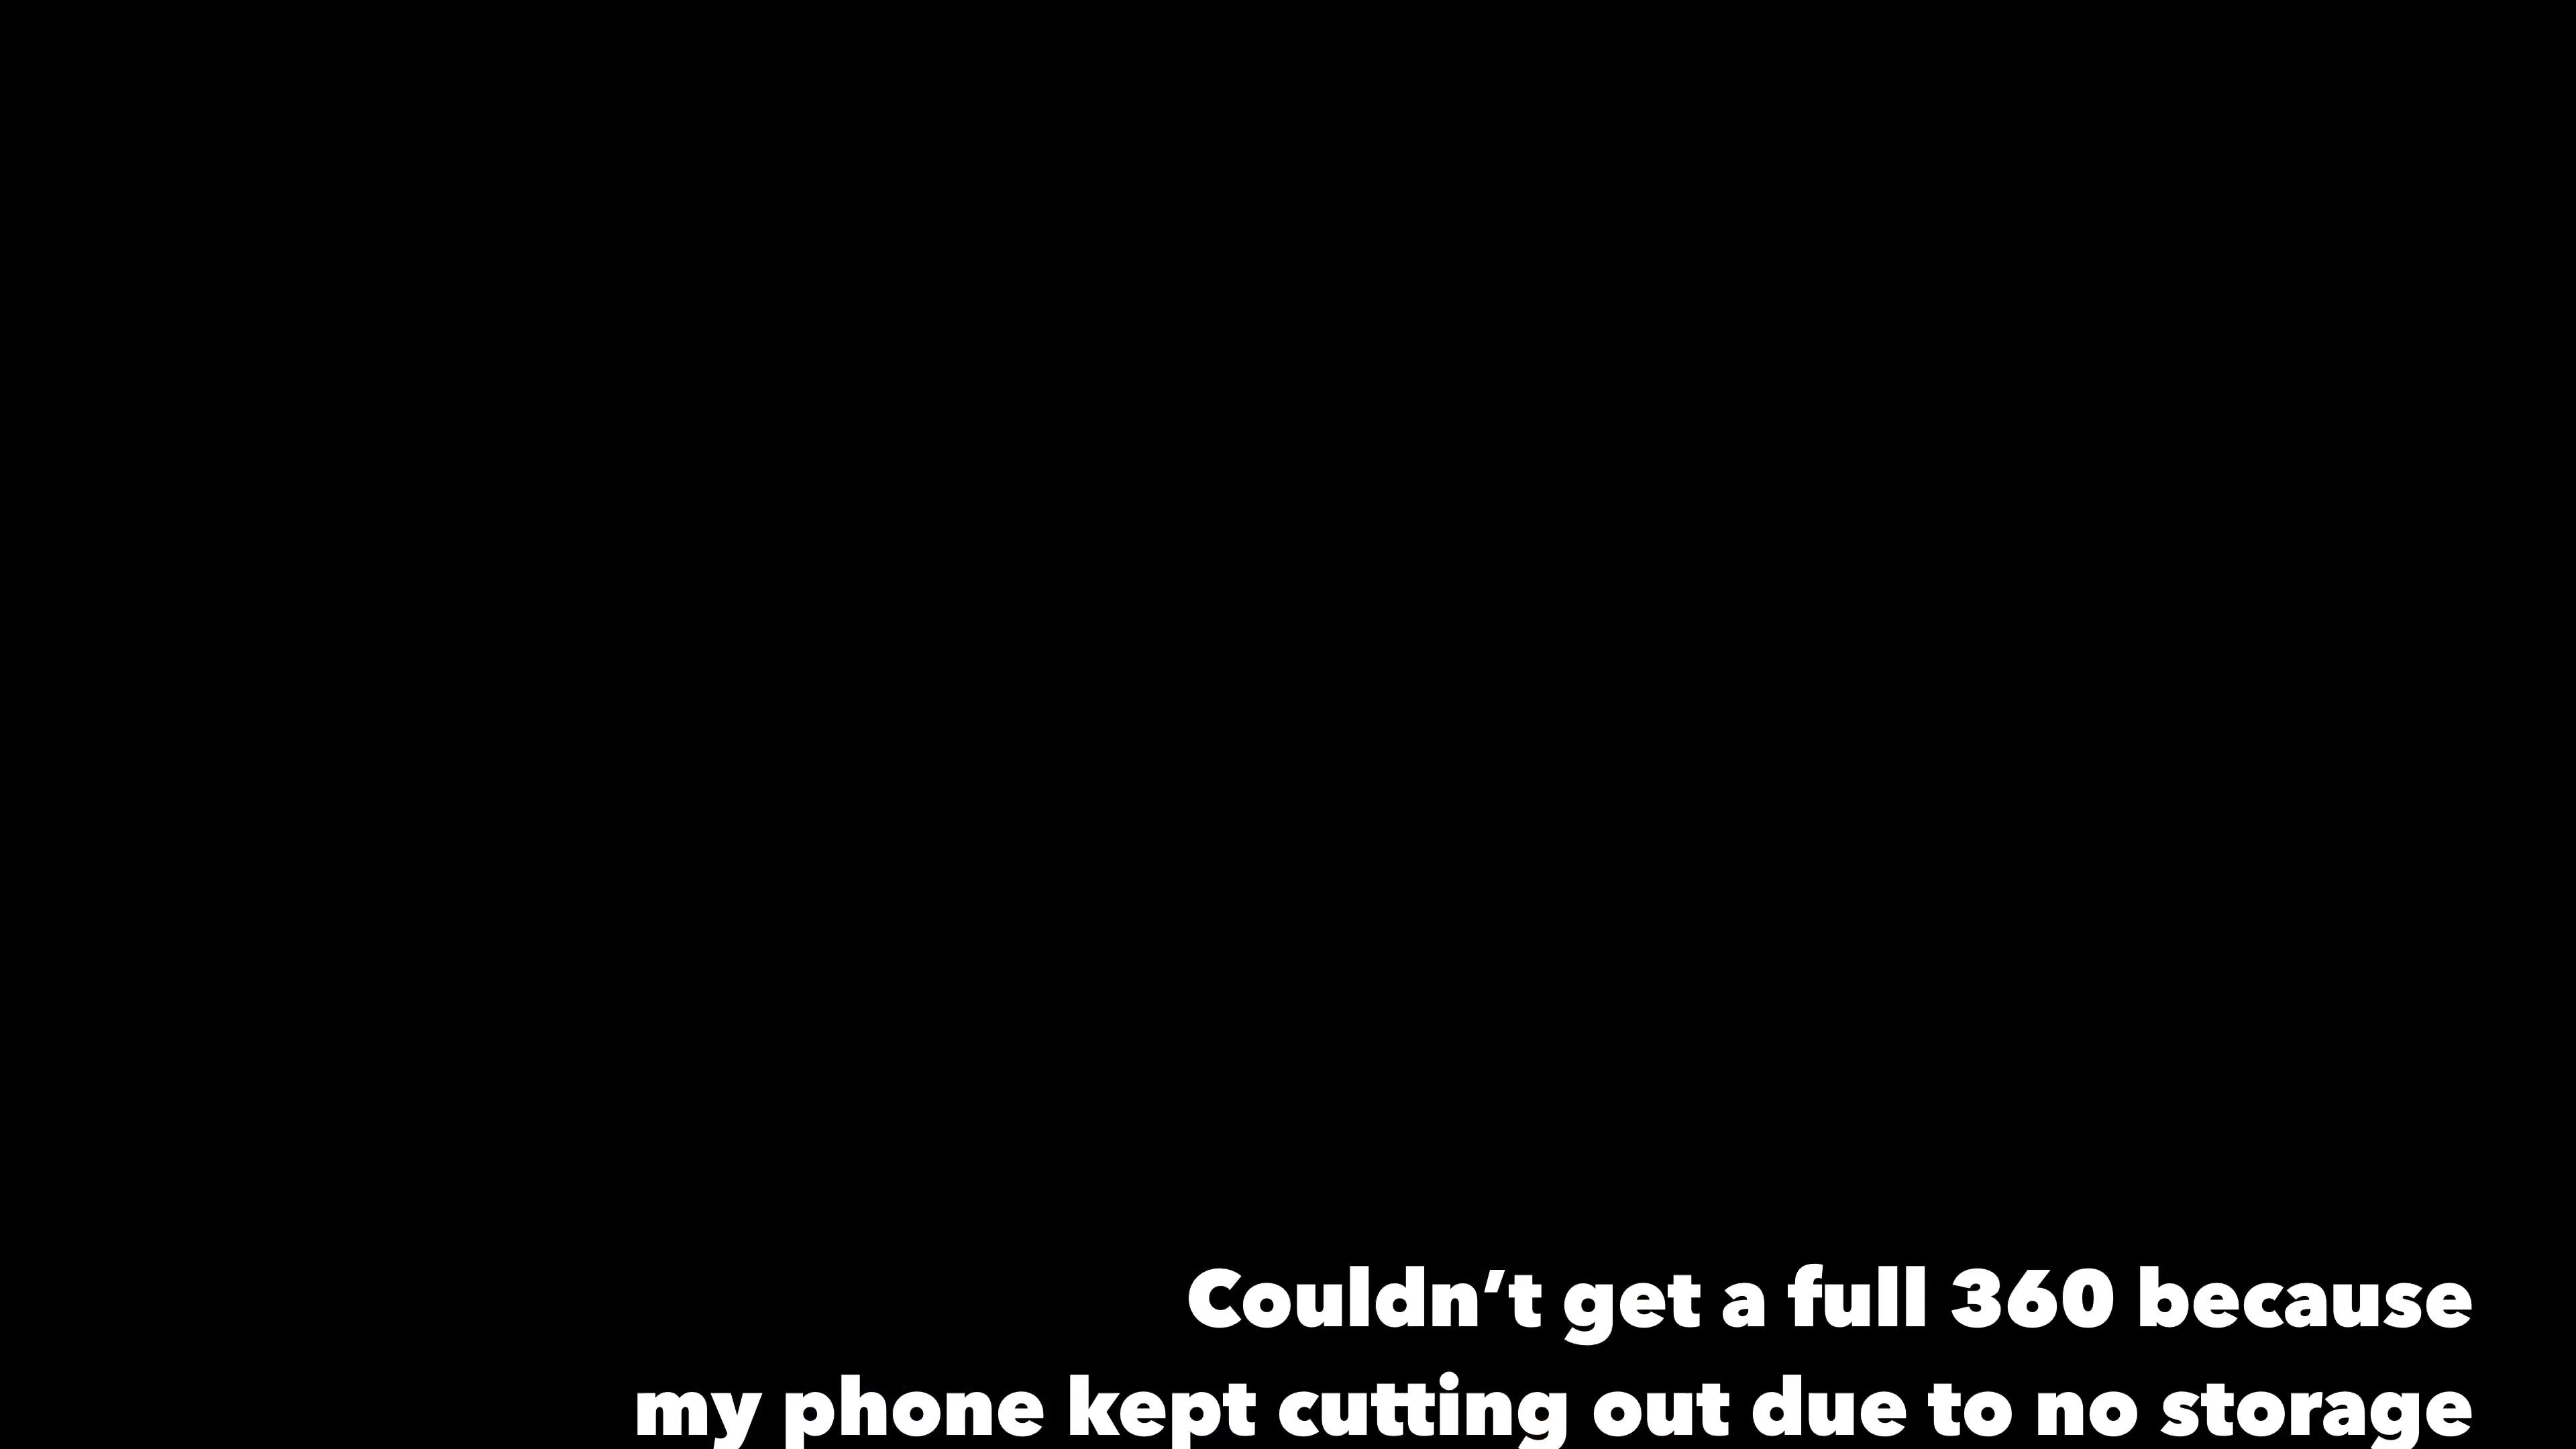 Couldn’t get a full 360 because
my phone kept cutting out due to no storage